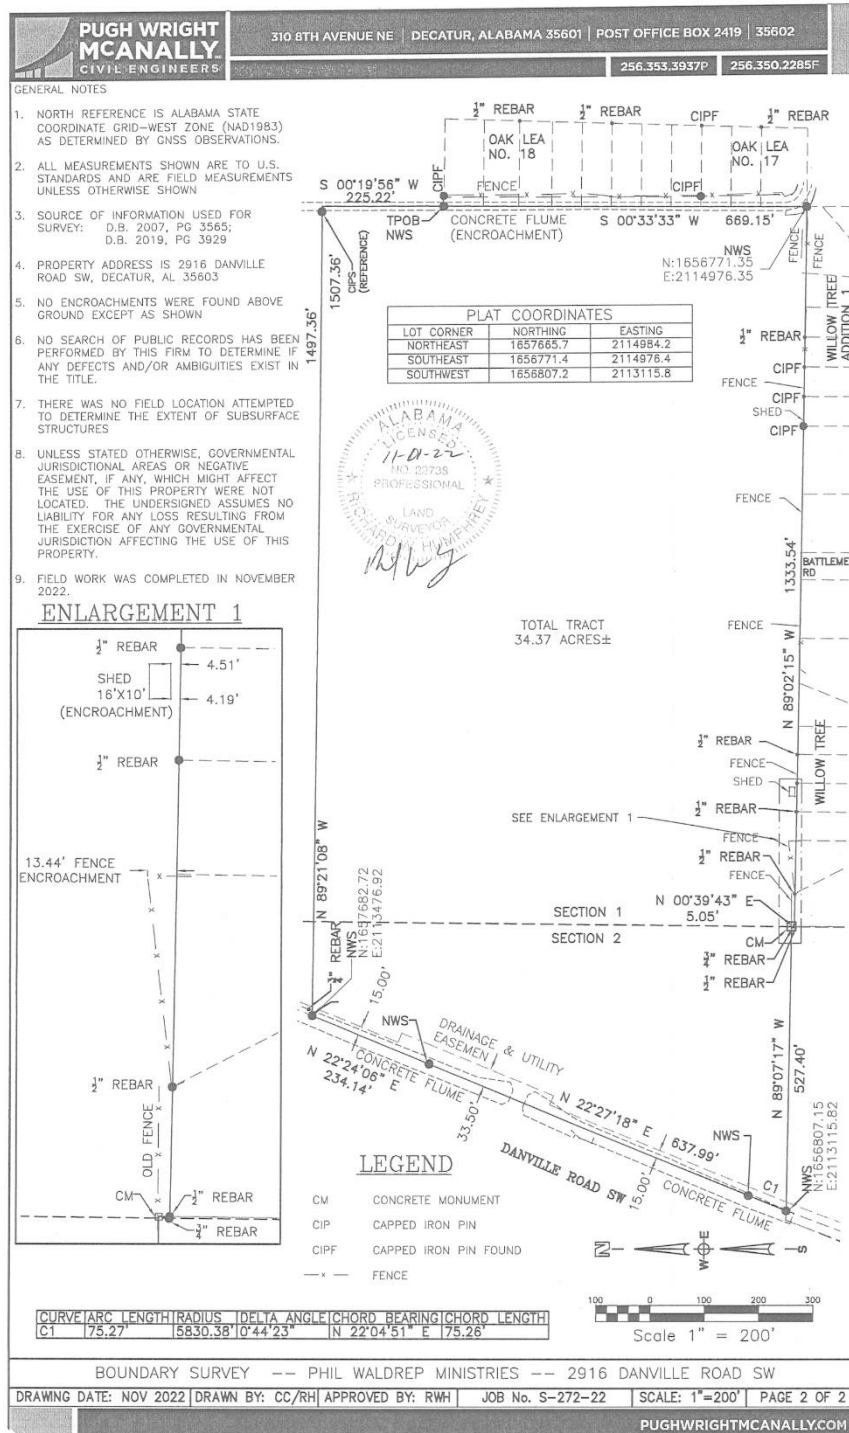 PUGH WRIGHT
MCANALLY
CIVIL ENGINEERS
310 8TH AVENUE NE | DECATUR, ALABAMA 35601 | POST OFFICE BOX 2419 | 35602
256.353.3937P
256.350.2285F
GENERAL NOTES
1. NORTH REFERENCE IS ALABAMA STATE
COORDINATE GRID-WEST ZONE (NAD1983)
AS DETERMINED BY GNSS OBSERVATIONS.
2. ALL MEASUREMENTS SHOWN ARE TO U.S.
STANDARDS AND ARE FIELD MEASUREMENTS
UNLESS OTHERWISE SHOWN
3. SOURCE OF INFORMATION USED FOR
SURVEY: D.B. 2007, PG 3565;
D.B. 2019, PG 3929
4. PROPERTY ADDRESS IS 2916 DANVILLE
ROAD SW, DECATUR, AL 35603
5. NO ENCROACHMENTS WERE FOUND ABOVE
GROUND EXCEPT AS SHOWN
6. NO SEARCH OF PUBLIC RECORDS HAS BEEN
PERFORMED BY THIS FIRM TO DETERMINE IF
ANY DEFECTS AND/OR AMBIGUITIES EXIST IN
THE TITLE.
7. THERE WAS NO FIELD LOCATION ATTEMPTED
TO DETERMINE THE EXTENT OF SUBSURFACE
STRUCTURES
8. UNLESS STATED OTHERWISE, GOVERNMENTAL
JURISDICTIONAL AREAS OR NEGATIVE
EASEMENT, IF ANY, WHICH MIGHT AFFECT
THE USE OF THIS PROPERTY WERE NOT
LOCATED. THE UNDERSIGNED ASSUMES NO
LIABILITY FOR ANY LOSS RESULTING FROM
THE EXERCISE OF ANY GOVERNMENTAL
JURISDICTION AFFECTING THE USE OF THIS
PROPERTY.
9. FIELD WORK WAS COMPLETED IN NOVEMBER
2022.
ENLARGEMENT 1
1/2" REBAR
4.51'
SHED
16'X10'
(ENCROACHMENT)
4.19'
1/2" REBAR
13.44' FENCE
ENCROACHMENT
1/2" REBAR
OLD FENCE
CM
1/2" REBAR
3/4" REBAR
1/2" REBAR
1/2" REBAR
CIPF
1/2" REBAR
OAK LEA
NO. 18
OAK LEA
NO. 17
CIPF
FENCE
CIPF
S 00°19'56" W
225.22'
TPOB
NWS
CONCRETE FLUME
(ENCROACHMENT)
S 00°33'33" W 669.15'
NWS
N:1656771.35
E:2114976.35
FENCE
FENCE
1497.36'
1507.36'
CIPS
(REFERENCE)
PLAT COORDINATES
LOT CORNER NORTHING EASTING
NORTHEAST 1657665.7 2114984.2
SOUTHEAST 1656771.4 2114976.4
SOUTHWEST 1656807.2 2113115.8
WILLOW TREE
ADDITION 1
1/2" REBAR
CIPF
FENCE
CIPF
SHED
CIPF
ALABAMA
LICENSED
11-01-22
NO. 22738
PROFESSIONAL
LAND
SURVEYOR
RICHARD W. HUMPHREY
FENCE
1333.54'
BATTLEME
RD
TOTAL TRACT
34.37 ACRES±
FENCE
N 89°02'15" W
1/2" REBAR
FENCE
SHED
WILLOW TREE
1/2" REBAR
SEE ENLARGEMENT 1
FENCE
1/2" REBAR
FENCE
N 89°21'08" W
N 00°39'43" E
5.05'
SECTION 1
SECTION 2
CM
3/4" REBAR
1/2" REBAR
REBAR
NWS
N:1657682.72
E:2113476.92
15.00'
NWS
DRAINAGE & UTILITY
EASEMEN
N 22°24'06" E
234.14'
CONCRETE FLUME
33.50'
N 22°27'18" E 637.99'
N 89°07'17" W
527.40'
DANVILLE ROAD SW
15.00'
NWS
C1
CONCRETE FLUME
NWS
N:1656807.15
E:2113115.82
LEGEND
CM CONCRETE MONUMENT
CIP CAPPED IRON PIN
CIPF CAPPED IRON PIN FOUND
—x— FENCE
N
W
E
S
CURVE ARC LENGTH RADIUS DELTA ANGLE CHORD BEARING CHORD LENGTH
C1 75.27' 5830.38' 0°44'23" N 22°04'51" E 75.26'
100 0 100 200 300
Scale 1" = 200'
BOUNDARY SURVEY -- PHIL WALDREP MINISTRIES -- 2916 DANVILLE ROAD SW
DRAWING DATE: NOV 2022 DRAWN BY: CC/RH APPROVED BY: RWH JOB No. S-272-22 SCALE: 1"=200' PAGE 2 OF 2
PUGHWRIGHTMCANALLY.COM